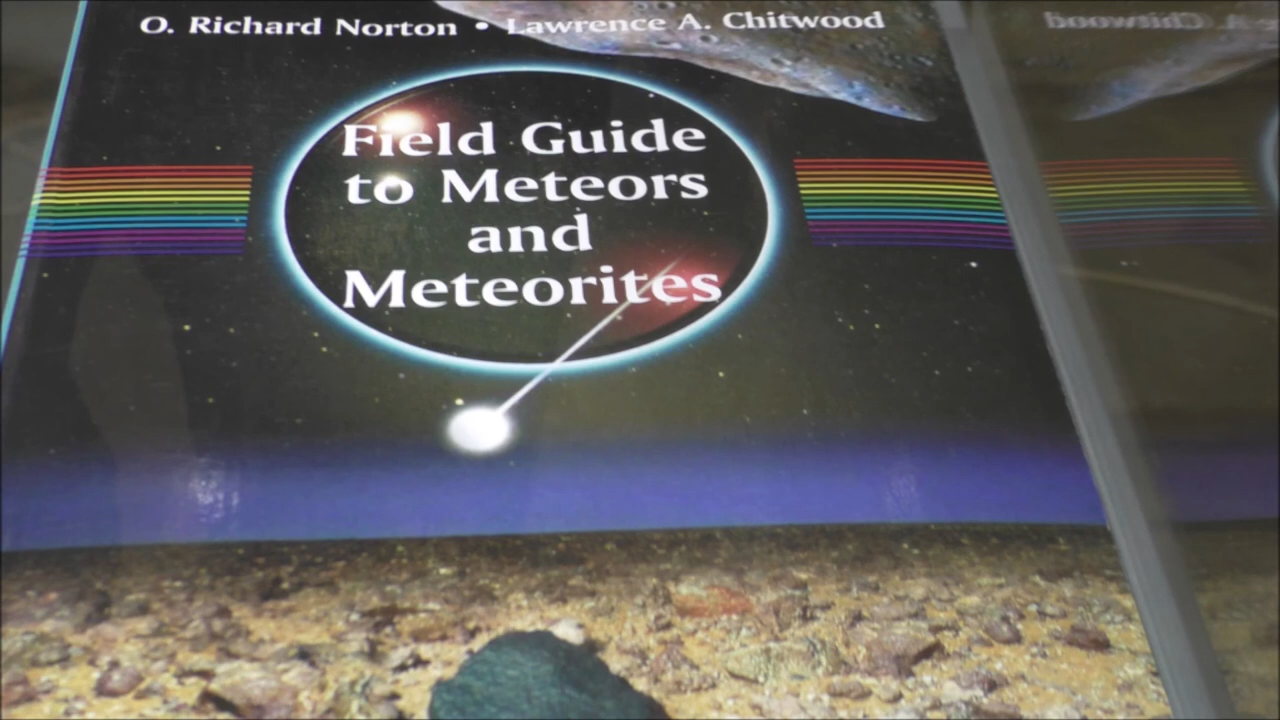 O. Richard Norton • Lawrence A. Chitwood
Field Guide
to Meteors
and
Meteorites